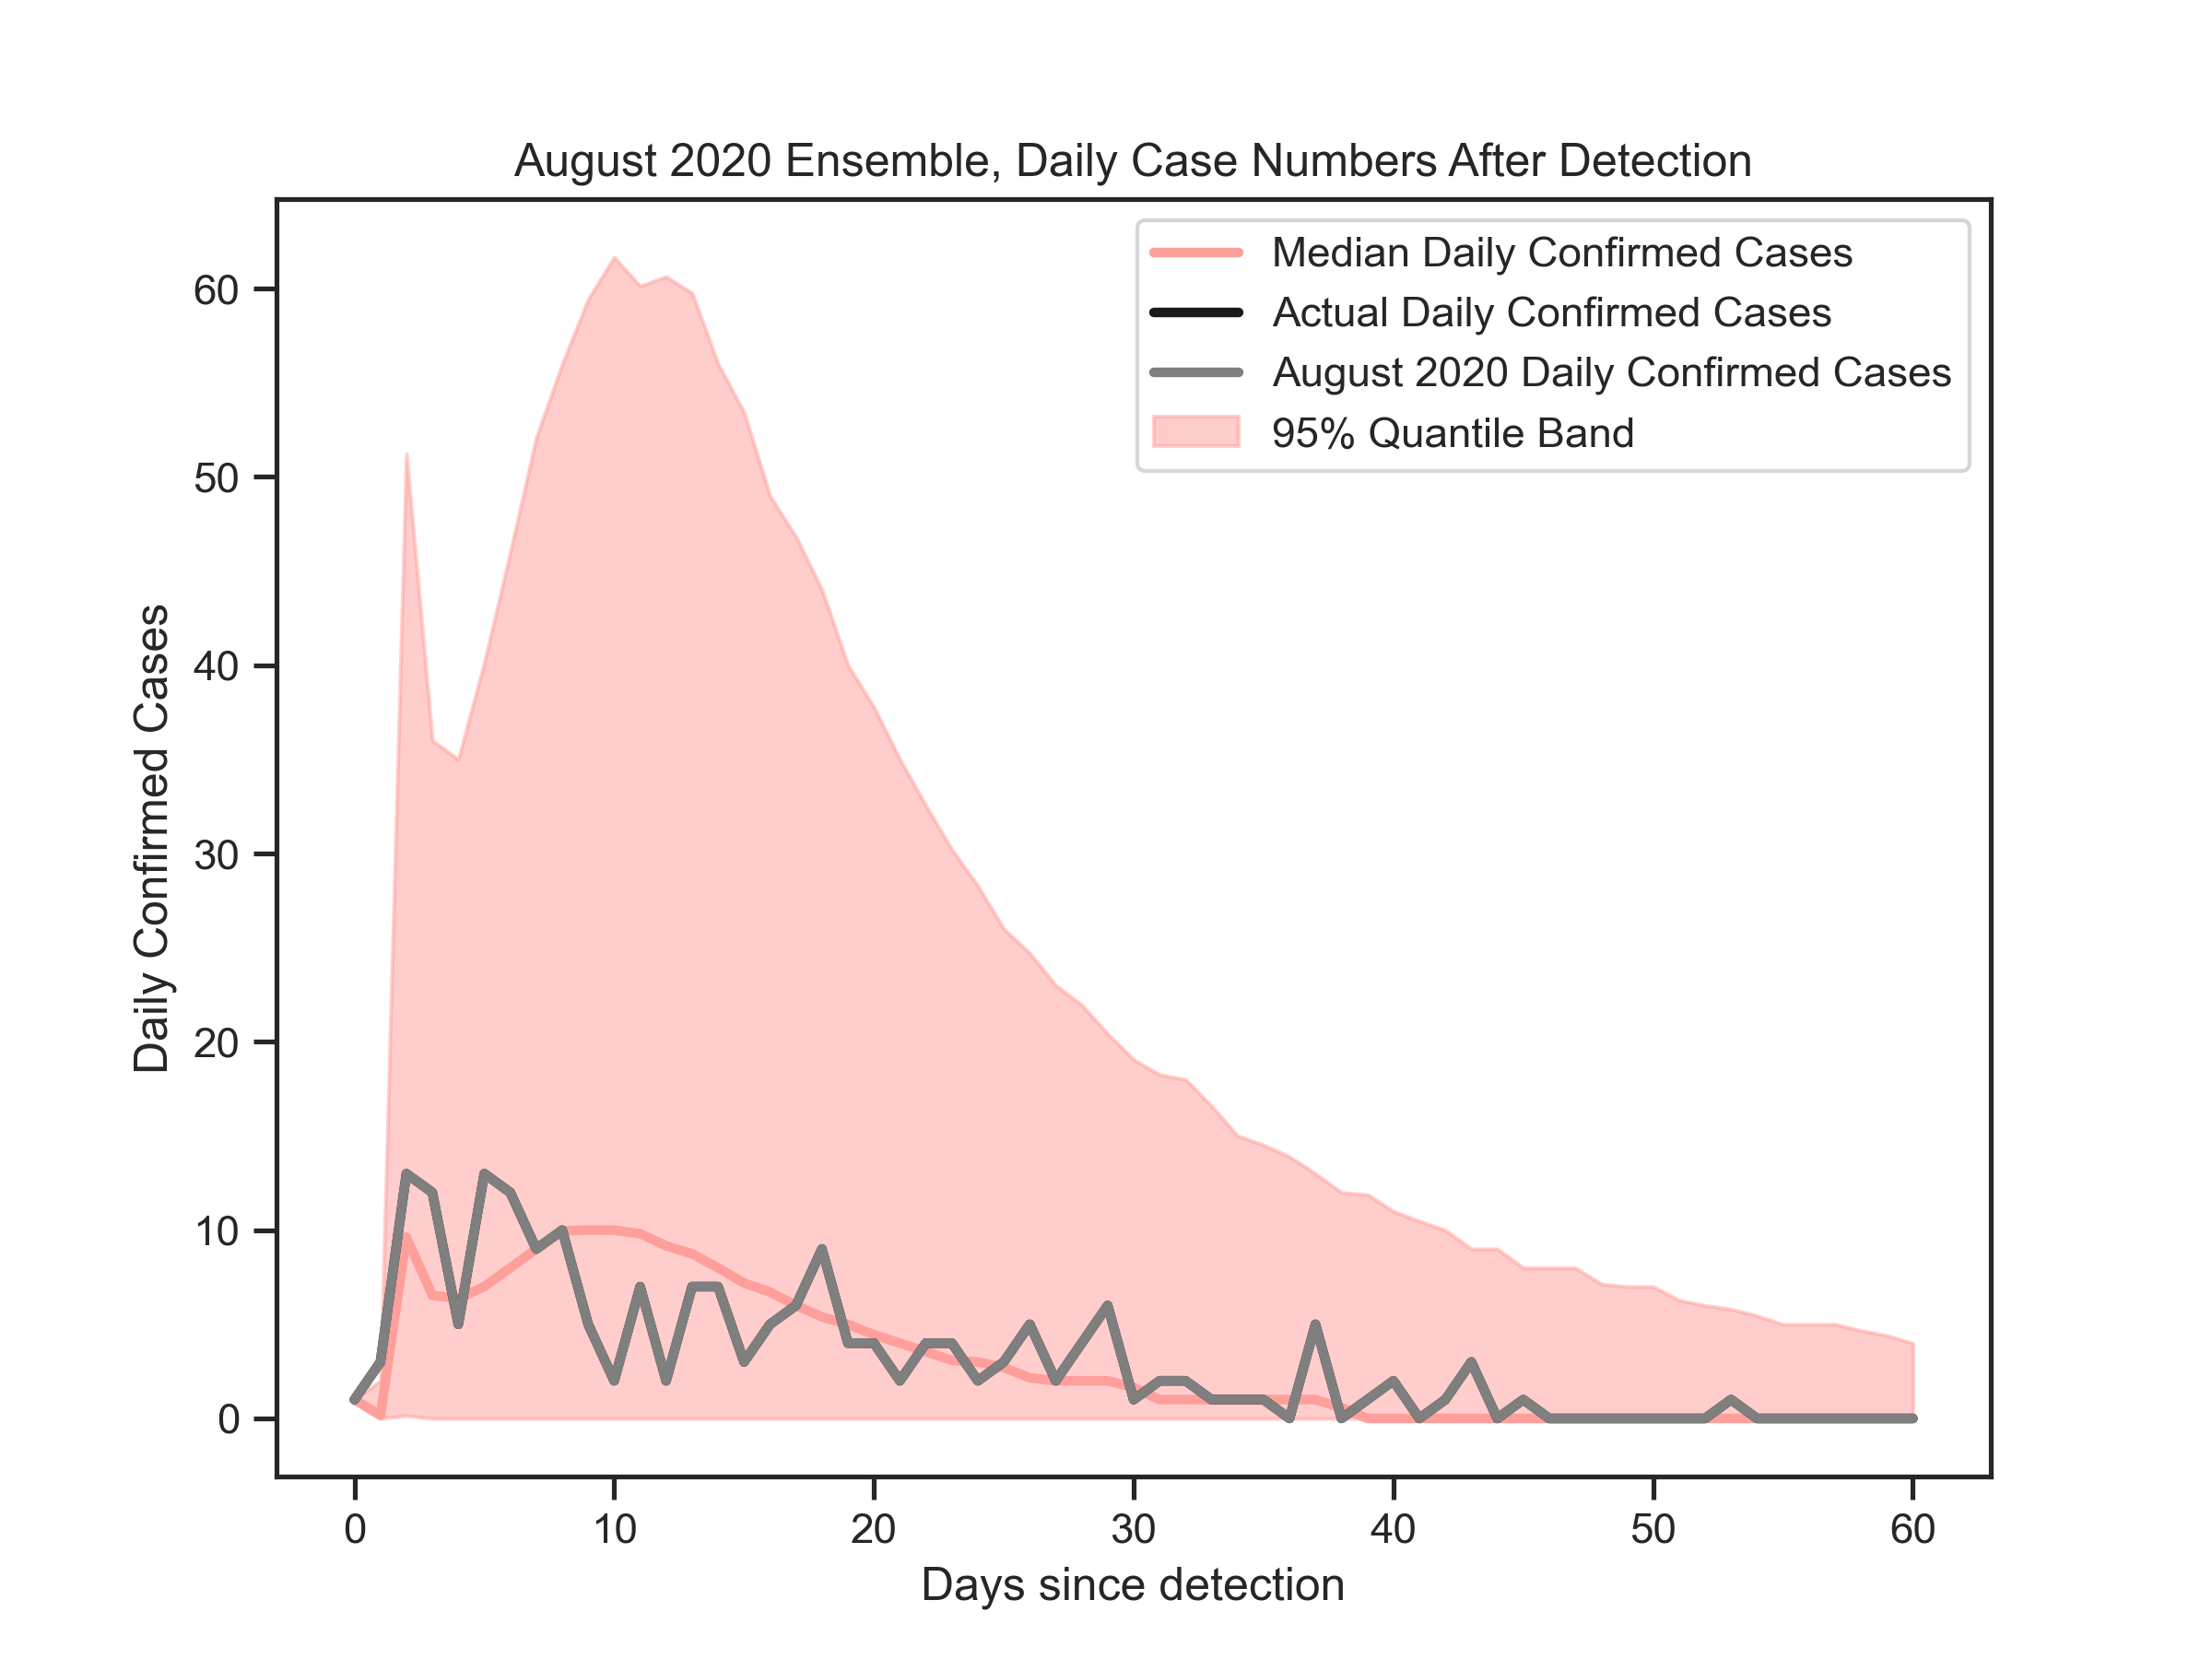 August 2020 Ensemble, Daily Case Numbers After Detection
Median Daily Confirmed Cases
Actual Daily Confirmed Cases
August 2020 Daily Confirmed Cases
95% Quantile Band
Daily Confirmed Cases
60
50
40
30
20
10
0
0 10 20 30 40 50 60
Days since detection